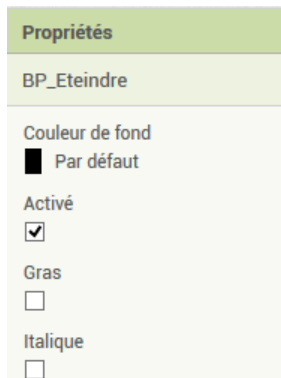 Propriétés
BP_Eteindre
Couleur de fond
Par défaut
Activé
Gras
Italique